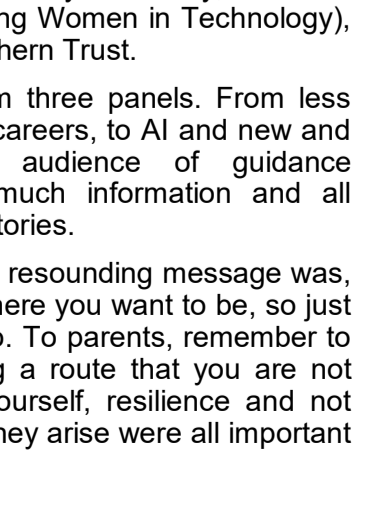 ng Women in Technology),
hern Trust.
three panels. From less
careers, to AI and new and
audience of guidance
much information and all
tories.
resounding message was,
here you want to be, so just
To parents, remember to
a route that you are not
ourself, resilience and not
hey arise were all important